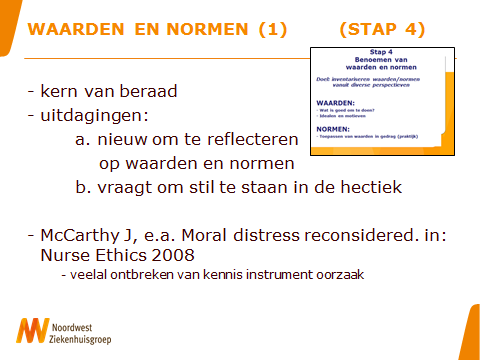 WAARDEN EN NORMEN (1) (STAP 4)
Stap 4
Benoemen van
waarden en normen
Doel: inventariseren waarden/normen
vanuit diverse perspectieven
WAARDEN:
- Wat is goed om te doen?
- Idealen en motieven
NORMEN:
- Toepassen van waarden in gedrag (praktijk)
- kern van beraad
- uitdagingen:
a. nieuw om te reflecteren
op waarden en normen
b. vraagt om stil te staan in de hectiek
- McCarthy J, e.a. Moral distress reconsidered. in:
Nurse Ethics 2008
- veelal ontbreken van kennis instrument oorzaak
Noordwest
Ziekenhuisgroep